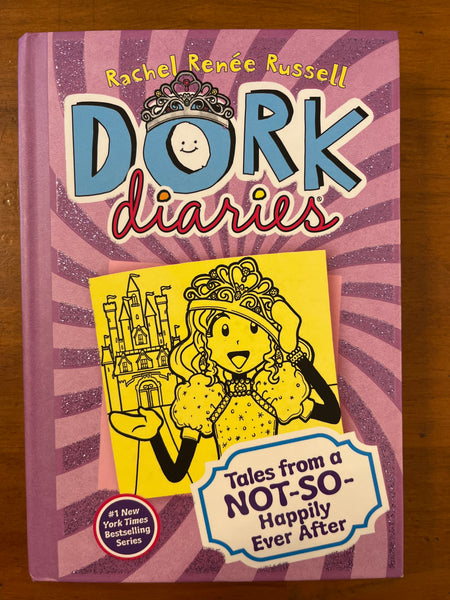 Rachel Renée Russell
DORK
diaries
Tales from a
NOT-SO-
Happily
Ever After
#1 New
York Times
Bestselling
Series